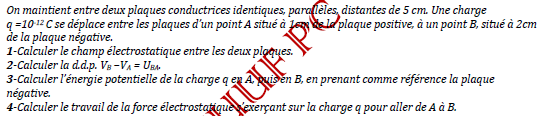 On maintient entre deux plaques conductrices identiques, parallèles, distantes de 5 cm. Une charge
q =10⁻¹² C se déplace entre les plaques d'un point A situé à 1cm de la plaque positive, à un point B, situé à 2cm
de la plaque négative.
1-Calculer le champ électrostatique entre les deux plaques.
2-Calculer la d.d.p. V_B –V_A = U_BA.
3-Calculer l'énergie potentielle de la charge q en A, puis en B, en prenant comme référence la plaque
négative.
4-Calculer le travail de la force électrostatique s'exerçant sur la charge q pour aller de A à B.
PC